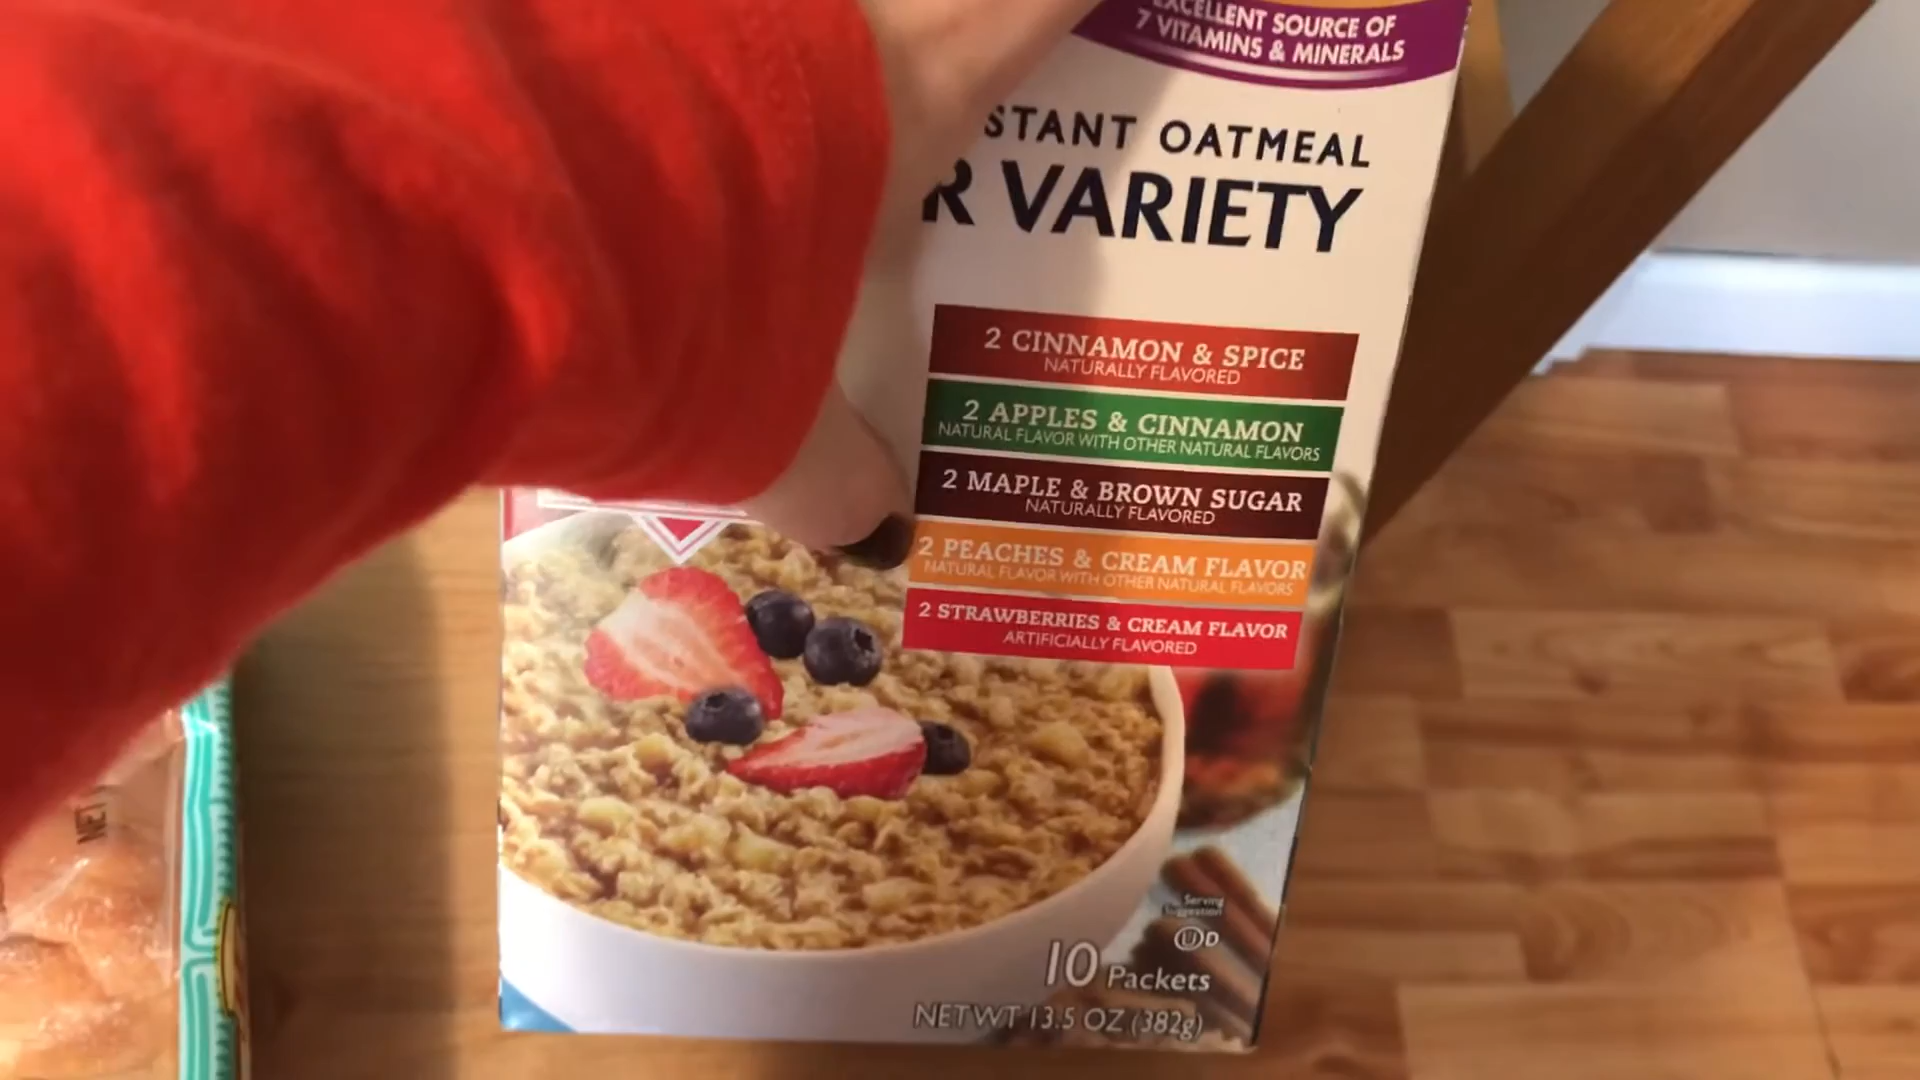 EXCELLENT SOURCE OF
7 VITAMINS & MINERALS
STANT OATMEAL
R VARIETY
2 CINNAMON & SPICE
NATURALLY FLAVORED
2 APPLES & CINNAMON
NATURAL FLAVOR WITH OTHER NATURAL FLAVORS
2 MAPLE & BROWN SUGAR
NATURALLY FLAVORED
2 PEACHES & CREAM FLAVOR
NATURAL FLAVOR WITH OTHER NATURAL FLAVORS
2 STRAWBERRIES & CREAM FLAVOR
ARTIFICIALLY FLAVORED
Serving
Suggestion
UD
10 Packets
NET WT 13.5 OZ (382g)
NET